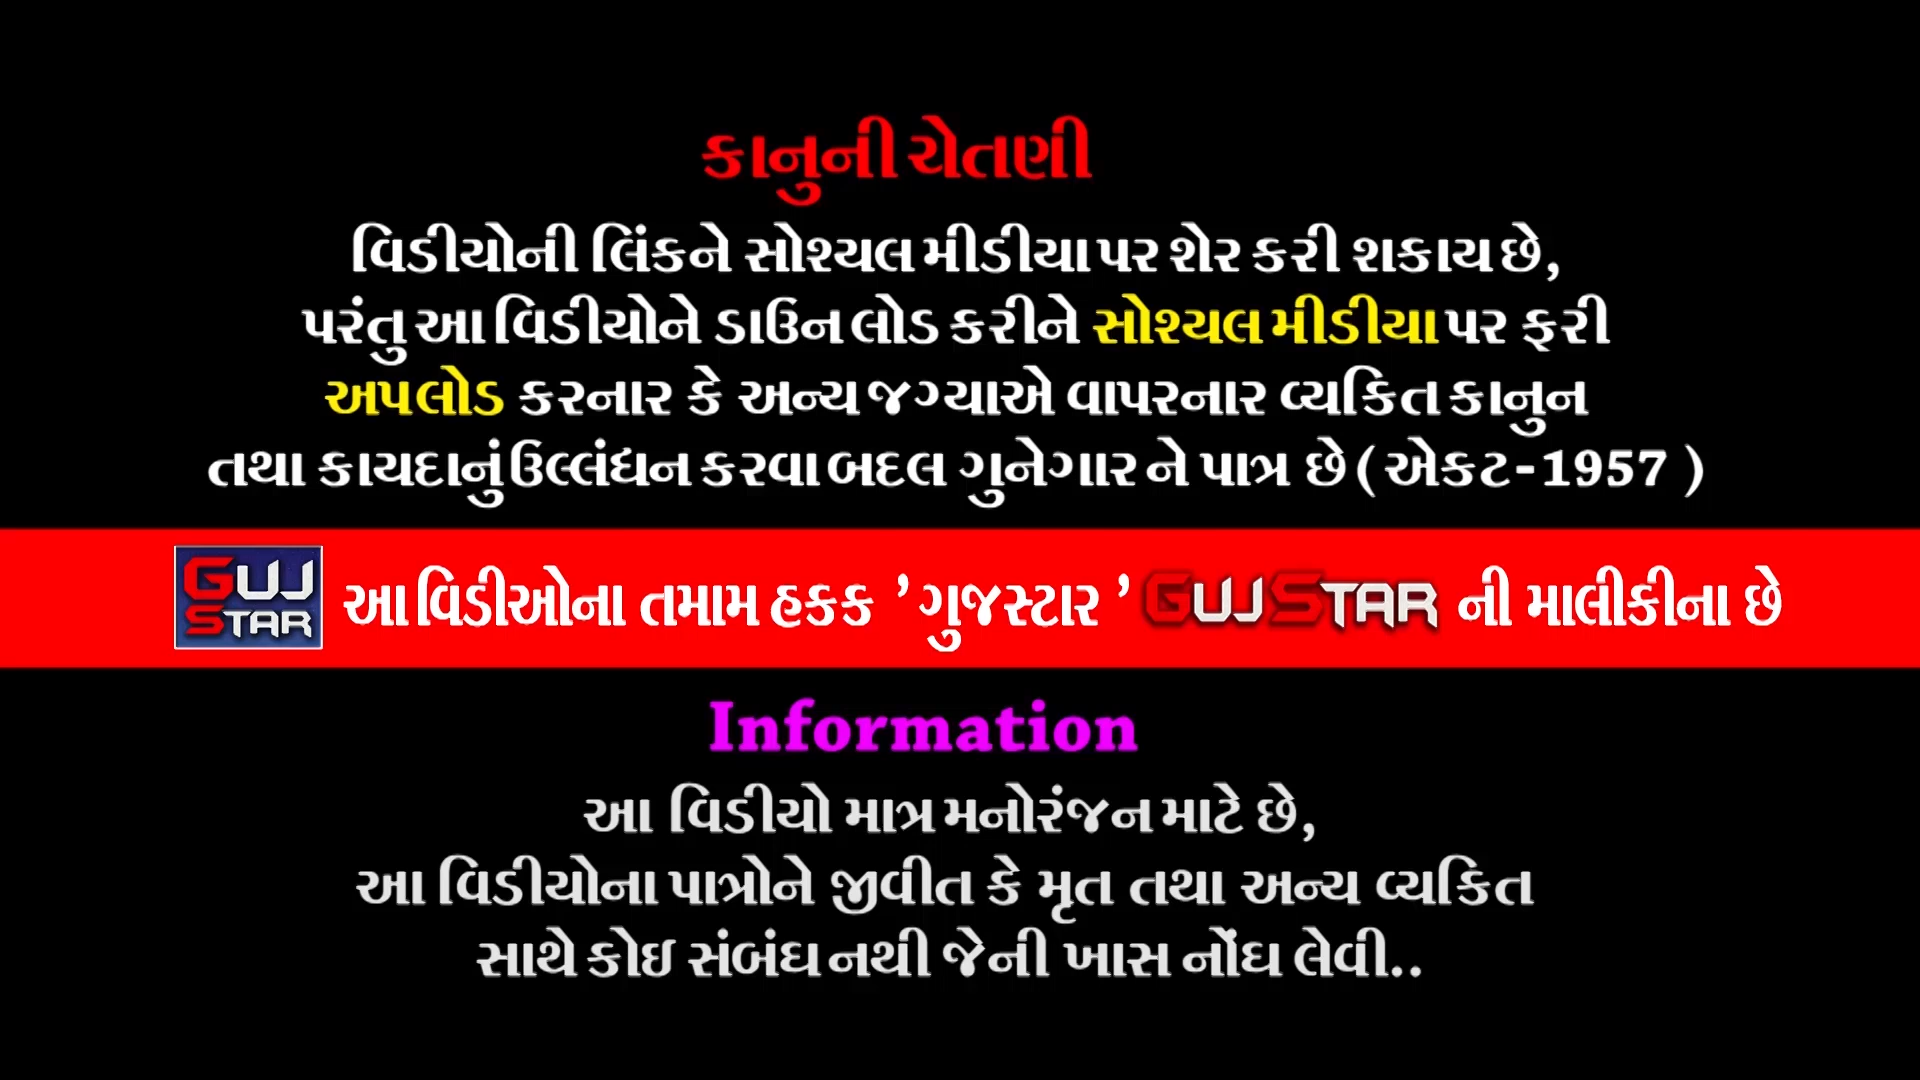 કાનુની ચેતણી
વિડીયોની લિંકને સોશ્યલ મીડીયા પર શેર કરી શકાય છે,
પરંતુ આ વિડીયોને ડાઉન લોડ કરીને સોશ્યલ મીડીયા પર ફરી
અપલોડ કરનાર કે અન્ય જગ્યાએ વાપરનાર વ્યકિત કાનુન
તથા કાયદાનું ઉલ્લંઘન કરવા બદલ ગુનેગાર ને પાત્ર છે ( એકટ-1957 )
GUJ STAR આ વિડીઓના તમામ હકક ’ ગુજસ્ટાર ’ GUJ STAR ની માલીકીના છે
Information
આ વિડીયો માત્ર મનોરંજન માટે છે,
આ વિડીયોના પાત્રોને જીવીત કે મૃત તથા અન્ય વ્યકિત
સાથે કોઇ સંબંઘ નથી જેની ખાસ નોંઘ લેવી..